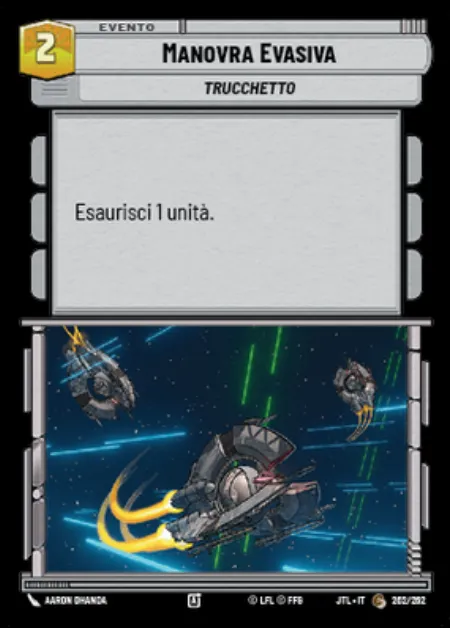 EVENTO
2
MANOVRA EVASIVA
TRUCCHETTO
Esaurisci 1 unità.
AARON DHANDA
© LFL © FFG
JTL • IT
262/262